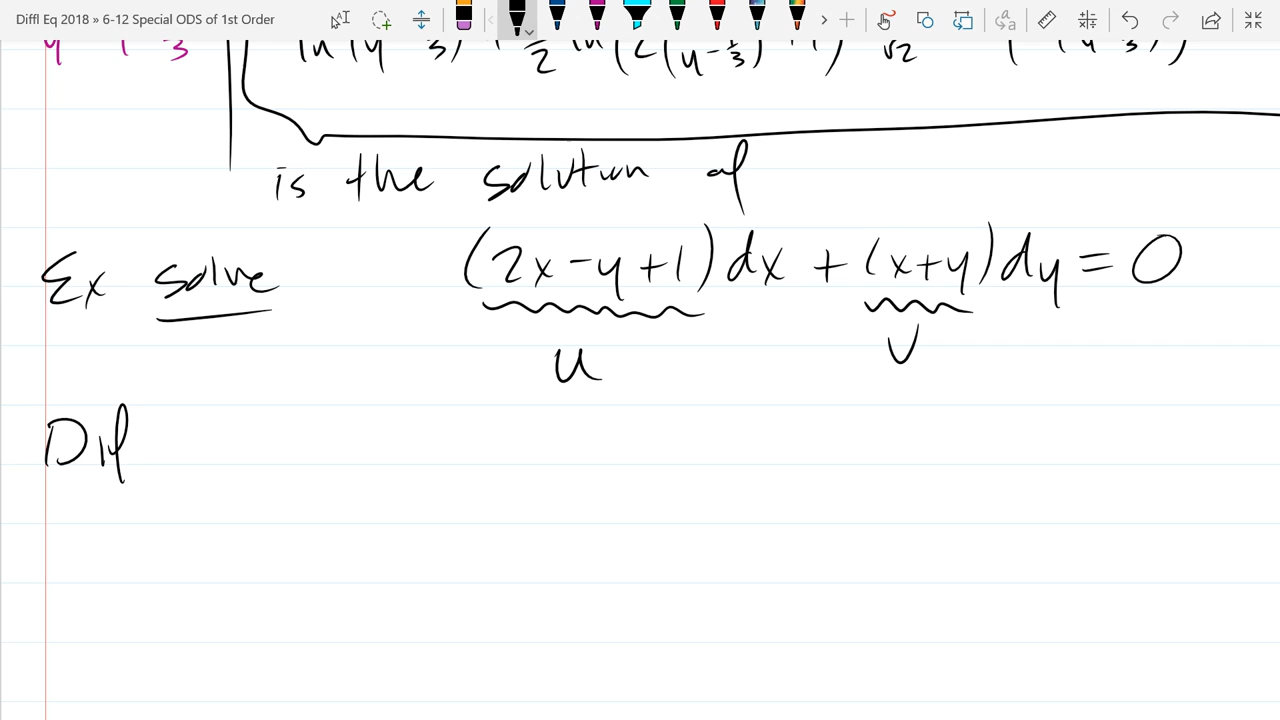 Diffl Eq 2018 » 6-12 Special ODS of 1st Order
is the solution of
Ex solve (2x-y+1)dx + (x+y)dy = 0
u v
Dif